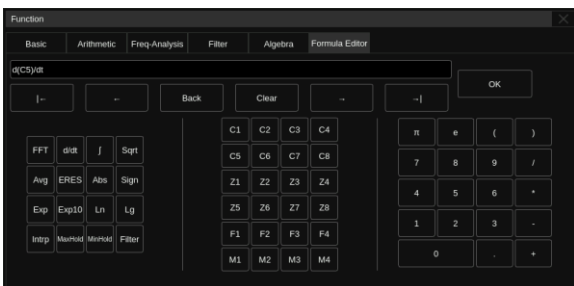 Function
Basic Arithmetic Freq-Analysis Filter Algebra Formula Editor
d(C5)/dt
OK
|← ← Back Clear → →|
C1 C2 C3 C4
π e ( )
FFT d/dt ∫ Sqrt
C5 C6 C7 C8
7 8 9 /
Avg ERES Abs Sign
Z1 Z2 Z3 Z4
4 5 6 *
Exp Exp10 Ln Lg
Z5 Z6 Z7 Z8
1 2 3 -
Intrp MaxHold MinHold Filter
F1 F2 F3 F4
0 . +
M1 M2 M3 M4